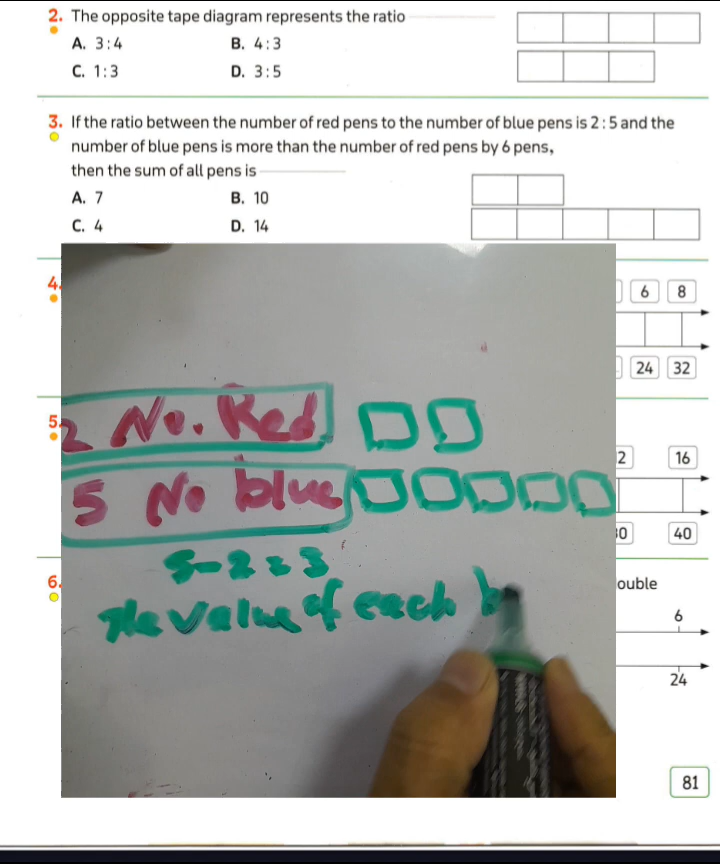 2. The opposite tape diagram represents the ratio
A. 3:4 B. 4:3
C. 1:3 D. 3:5
3. If the ratio between the number of red pens to the number of blue pens is 2:5 and the
number of blue pens is more than the number of red pens by 6 pens,
then the sum of all pens is
A. 7 B. 10
C. 4 D. 14
4.
6 8
24 32
5.
2 16
2 No. Red
5 No blue
0 40
5-2=3
6. ouble
The value of each b
6
24
81